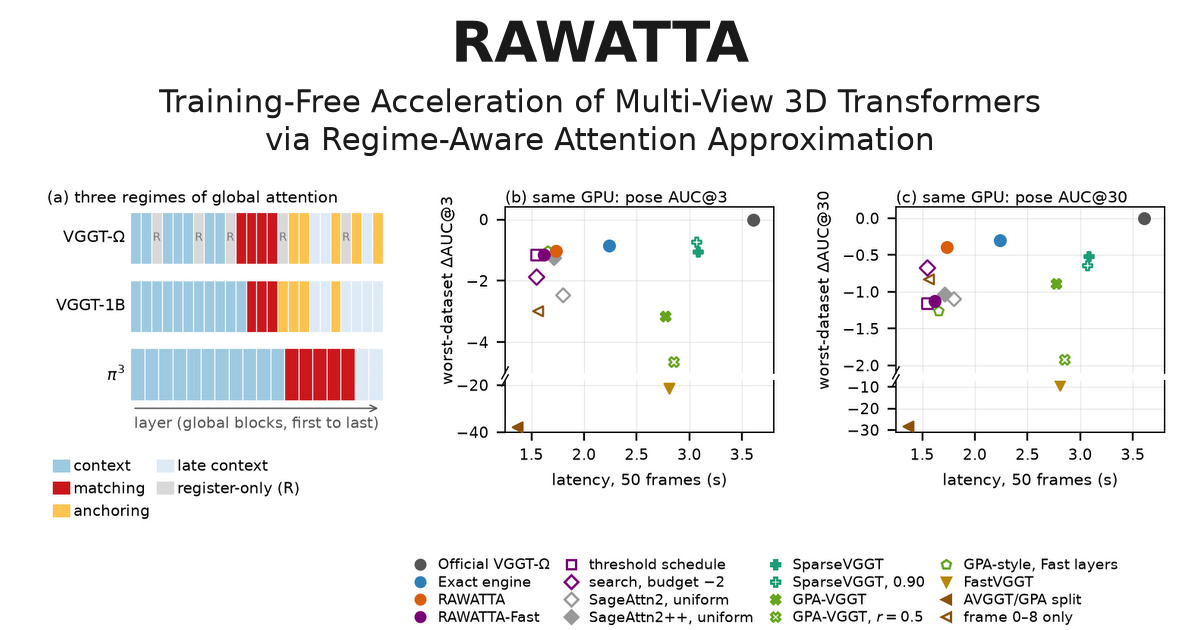 RAWATTA
Training-Free Acceleration of Multi-View 3D Transformers
via Regime-Aware Attention Approximation
(a) three regimes of global attention
VGGT-Ω
R
R
R
R
R
VGGT-1B
π³
layer (global blocks, first to last)
context
matching
anchoring
late context
register-only (R)
(b) same GPU: pose AUC@3
worst-dataset ΔAUC@3
0
−2
−4
−20
−40
1.5
2.0
2.5
3.0
3.5
latency, 50 frames (s)
(c) same GPU: pose AUC@30
worst-dataset ΔAUC@30
0.0
−0.5
−1.0
−1.5
−2.0
−10
−20
−30
1.5
2.0
2.5
3.0
3.5
latency, 50 frames (s)
Official VGGT-Ω
Exact engine
RAWATTA
RAWATTA-Fast
threshold schedule
search, budget −2
SageAttn2, uniform
SageAttn2++, uniform
SparseVGGT
SparseVGGT, 0.90
GPA-VGGT
GPA-VGGT, r = 0.5
GPA-style, Fast layers
FastVGGT
AVGGT/GPA split
frame 0–8 only